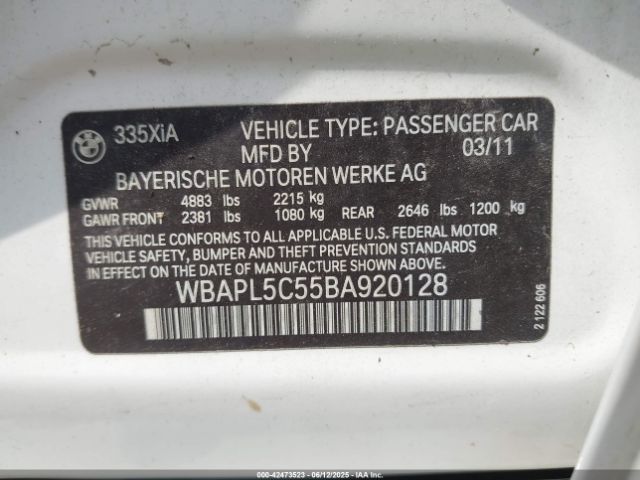 335XiA VEHICLE TYPE: PASSENGER CAR
MFD BY 03/11
BAYERISCHE MOTOREN WERKE AG
GVWR 4883 lbs 2215 kg
GAWR FRONT 2381 lbs 1080 kg REAR 2646 lbs 1200 kg
THIS VEHICLE CONFORMS TO ALL APPLICABLE U.S. FEDERAL MOTOR
VEHICLE SAFETY, BUMPER AND THEFT PREVENTION STANDARDS
IN EFFECT ON THE DATE OF MANUFACTURE SHOWN ABOVE.
WBAPL5C55BA920128
2 122 606
000-42473523 - 06/12/2025 -